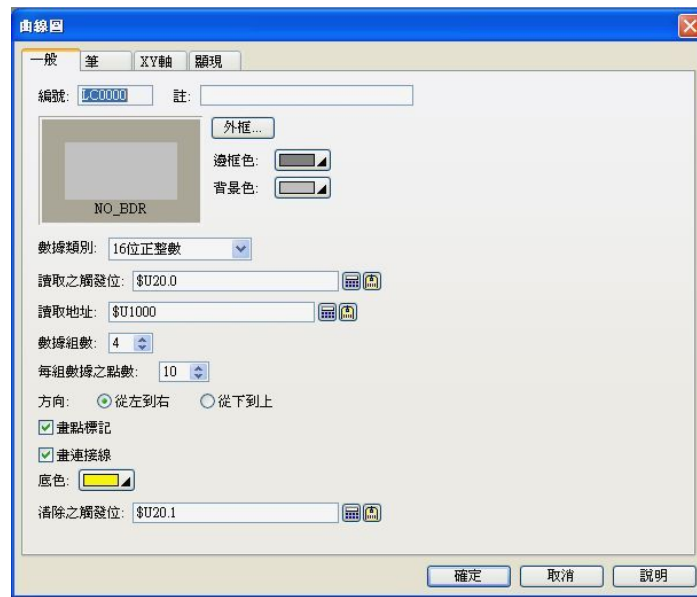 曲線圖
一般 筆 XY軸 顯現
編號: LC0000 註:
外框...
邊框色:
背景色:
NO_BDR
數據類別: 16位正整數
讀取之觸發位: $U20.0
讀取地址: $U1000
數據組數: 4
每組數據之點數: 10
方向: 從左到右 從下到上
畫點標記
畫連接線
底色:
清除之觸發位: $U20.1
確定 取消 說明